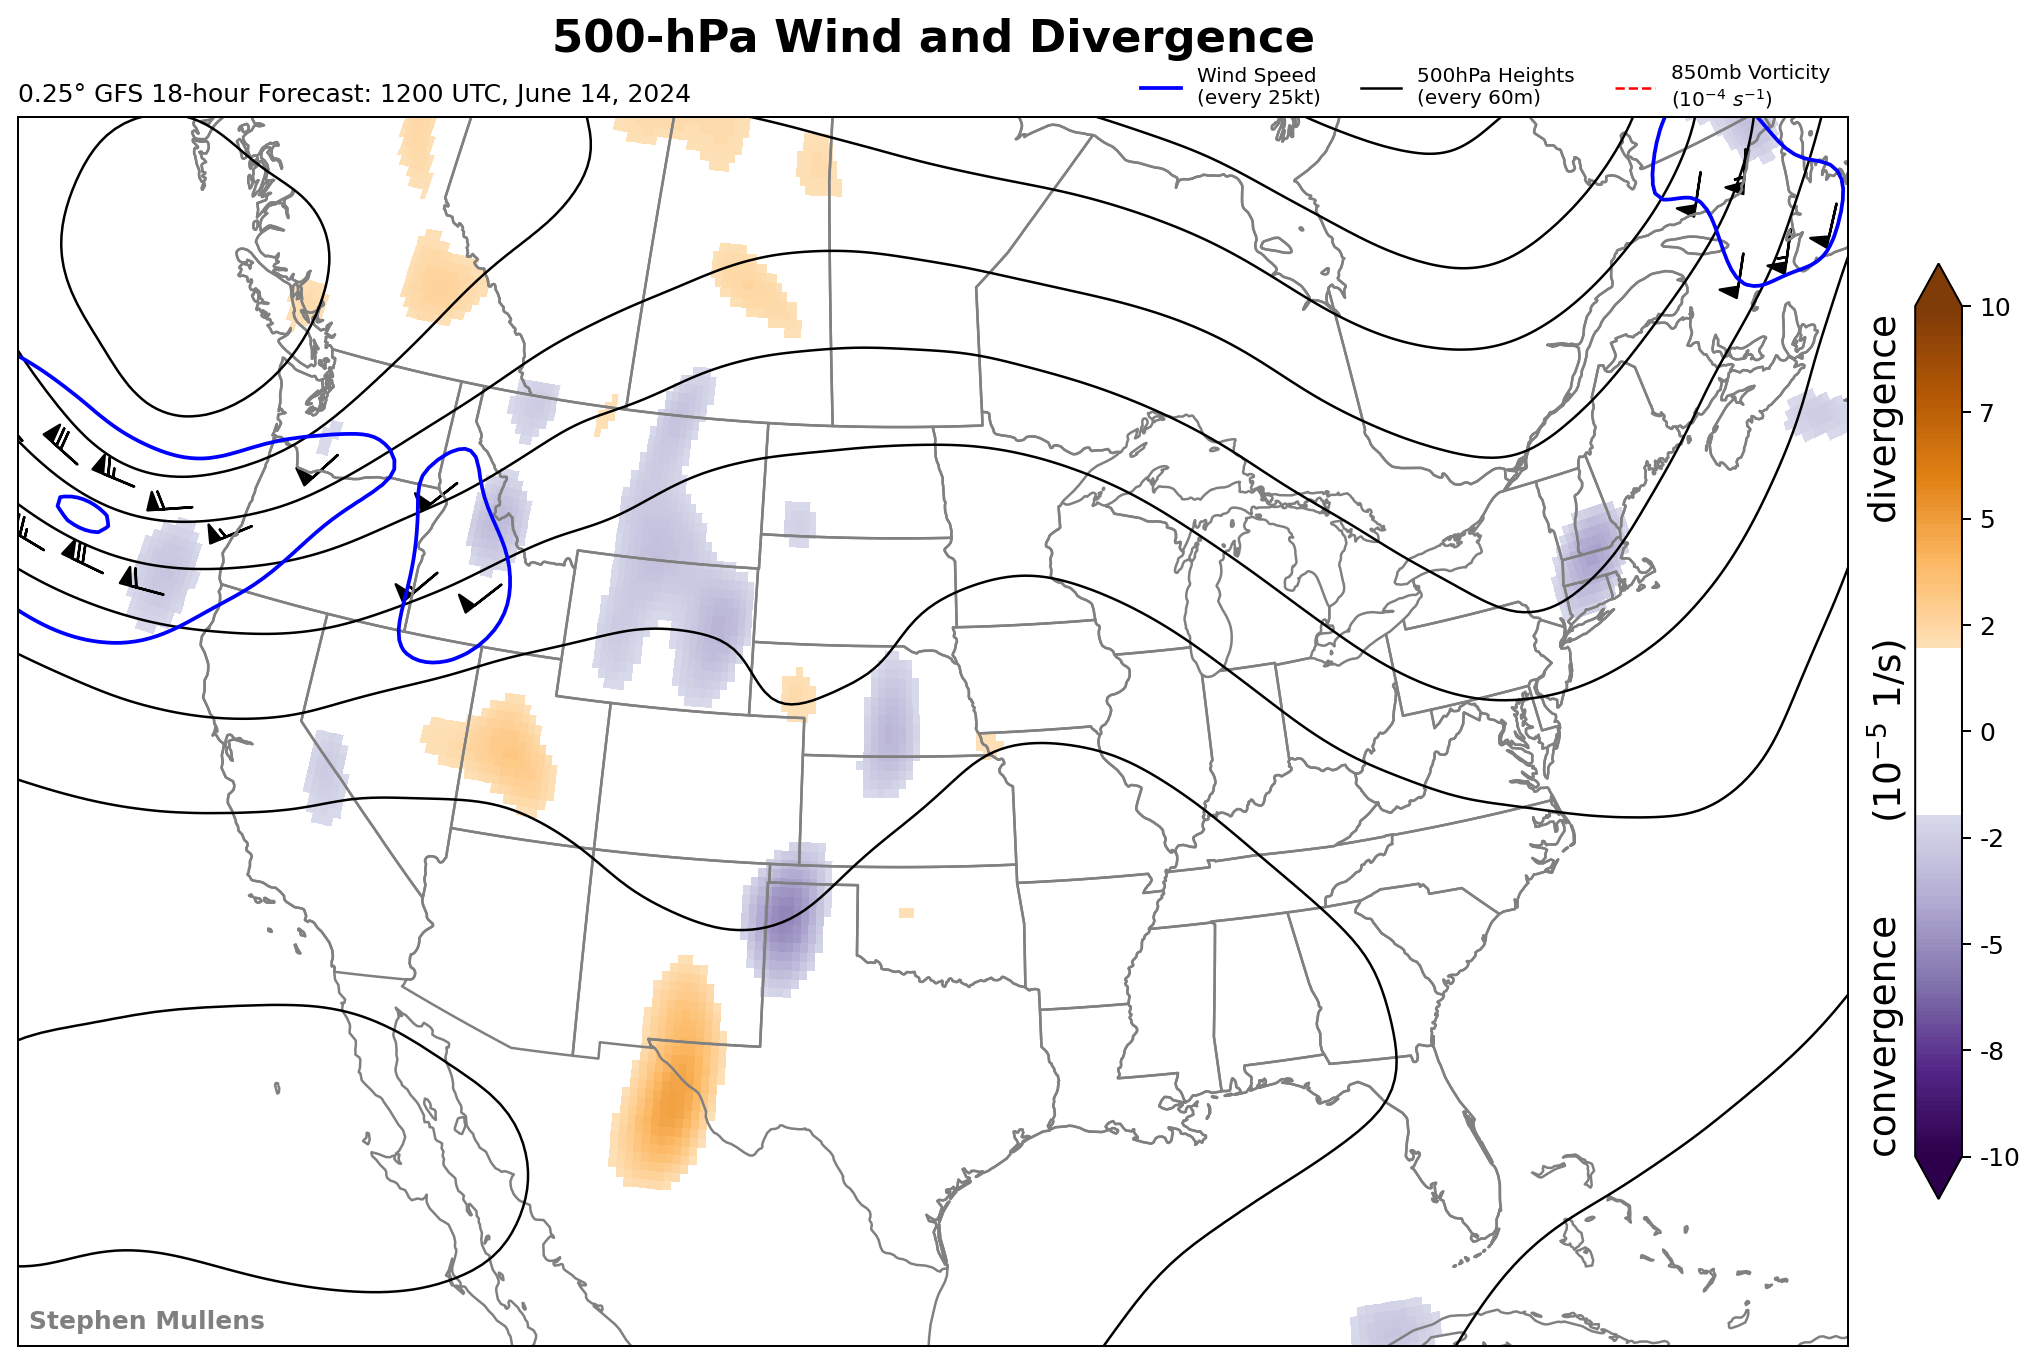 500-hPa Wind and Divergence
0.25° GFS 18-hour Forecast: 1200 UTC, June 14, 2024
Wind Speed
(every 25kt)
500hPa Heights
(every 60m)
850mb Vorticity
(10⁻⁴ s⁻¹)
10
7
5
2
0
-2
-5
-8
-10
convergence (10⁻⁵ 1/s) divergence
Stephen Mullens